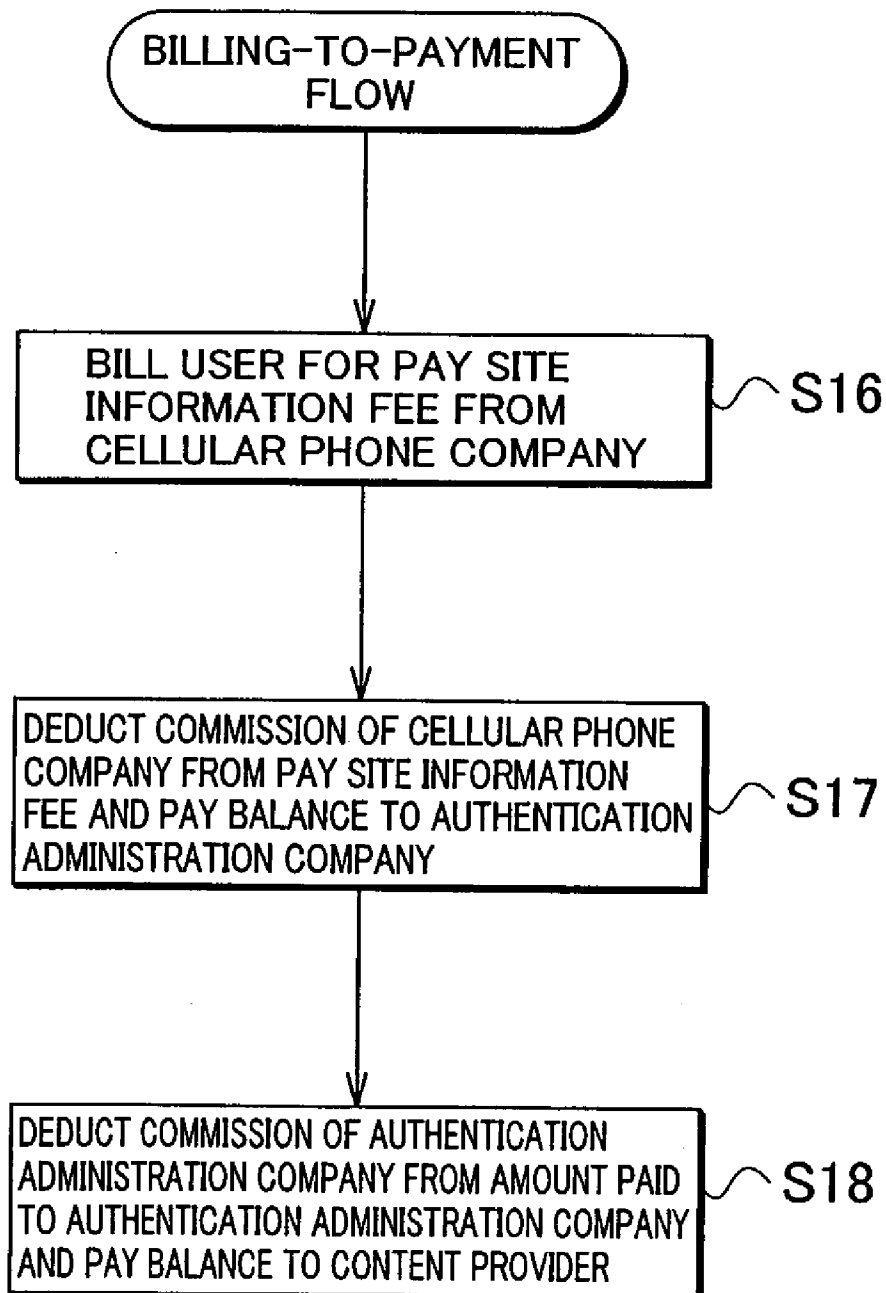 BILLING-TO-PAYMENT
FLOW
BILL USER FOR PAY SITE
INFORMATION FEE FROM
CELLULAR PHONE COMPANY
S16
DEDUCT COMMISSION OF CELLULAR PHONE
COMPANY FROM PAY SITE INFORMATION
FEE AND PAY BALANCE TO AUTHENTICATION
ADMINISTRATION COMPANY
S17
DEDUCT COMMISSION OF AUTHENTICATION
ADMINISTRATION COMPANY FROM AMOUNT PAID
TO AUTHENTICATION ADMINISTRATION COMPANY
AND PAY BALANCE TO CONTENT PROVIDER
S18